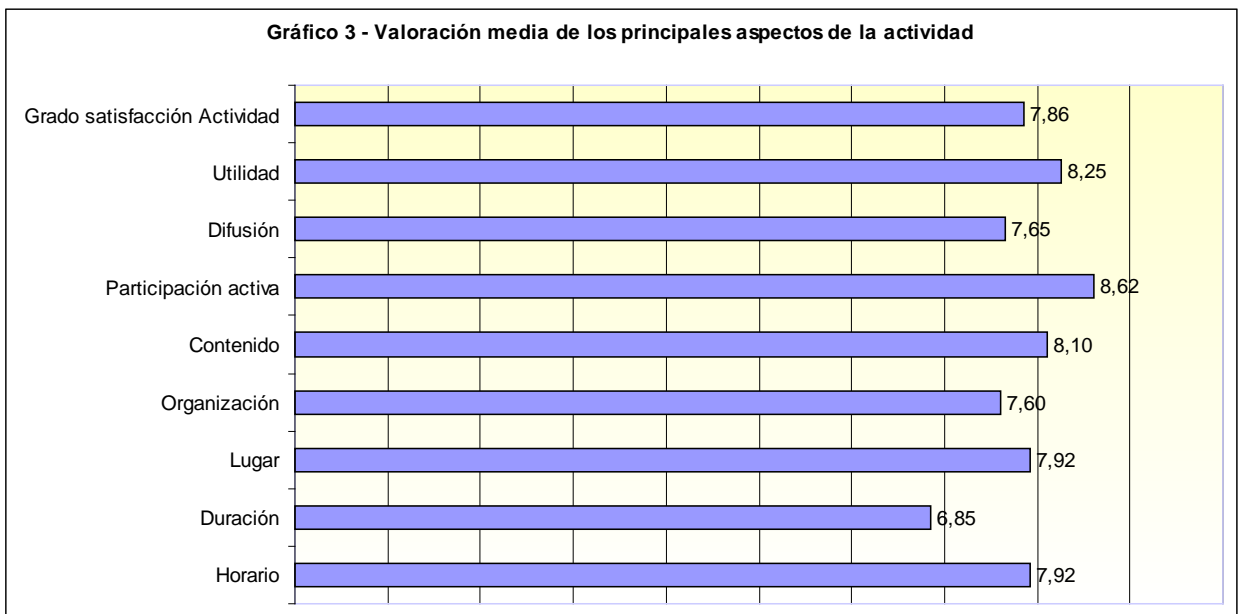 Gráfico 3 - Valoración media de los principales aspectos de la actividad
Grado satisfacción Actividad 7,86
Utilidad 8,25
Difusión 7,65
Participación activa 8,62
Contenido 8,10
Organización 7,60
Lugar 7,92
Duración 6,85
Horario 7,92